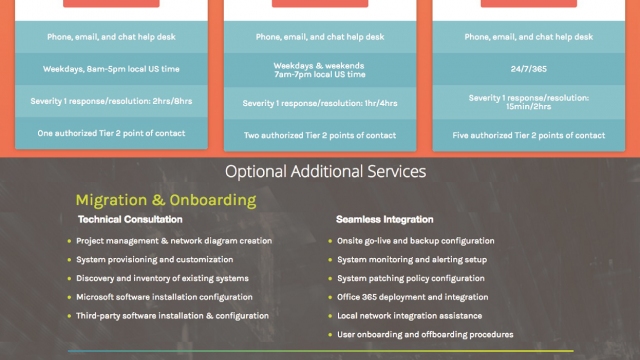 Phone, email, and chat help desk
Weekdays, 8am-5pm local US time
Severity 1 response/resolution: 2hrs/8hrs
One authorized Tier 2 point of contact
Phone, email, and chat help desk
Weekdays & weekends
7am-7pm local US time
Severity 1 response/resolution: 1hr/4hrs
Two authorized Tier 2 points of contact
Phone, email, and chat help desk
24/7/365
Severity 1 response/resolution:
15min/2hrs
Five authorized Tier 2 points of contact
Optional Additional Services
Migration & Onboarding
Technical Consultation
Project management & network diagram creation
System provisioning and customization
Discovery and inventory of existing systems
Microsoft software installation configuration
Third-party software installation & configuration
Seamless Integration
Onsite go-live and backup configuration
System monitoring and alerting setup
System patching policy configuration
Office 365 deployment and integration
Local network integration assistance
User onboarding and offboarding procedures